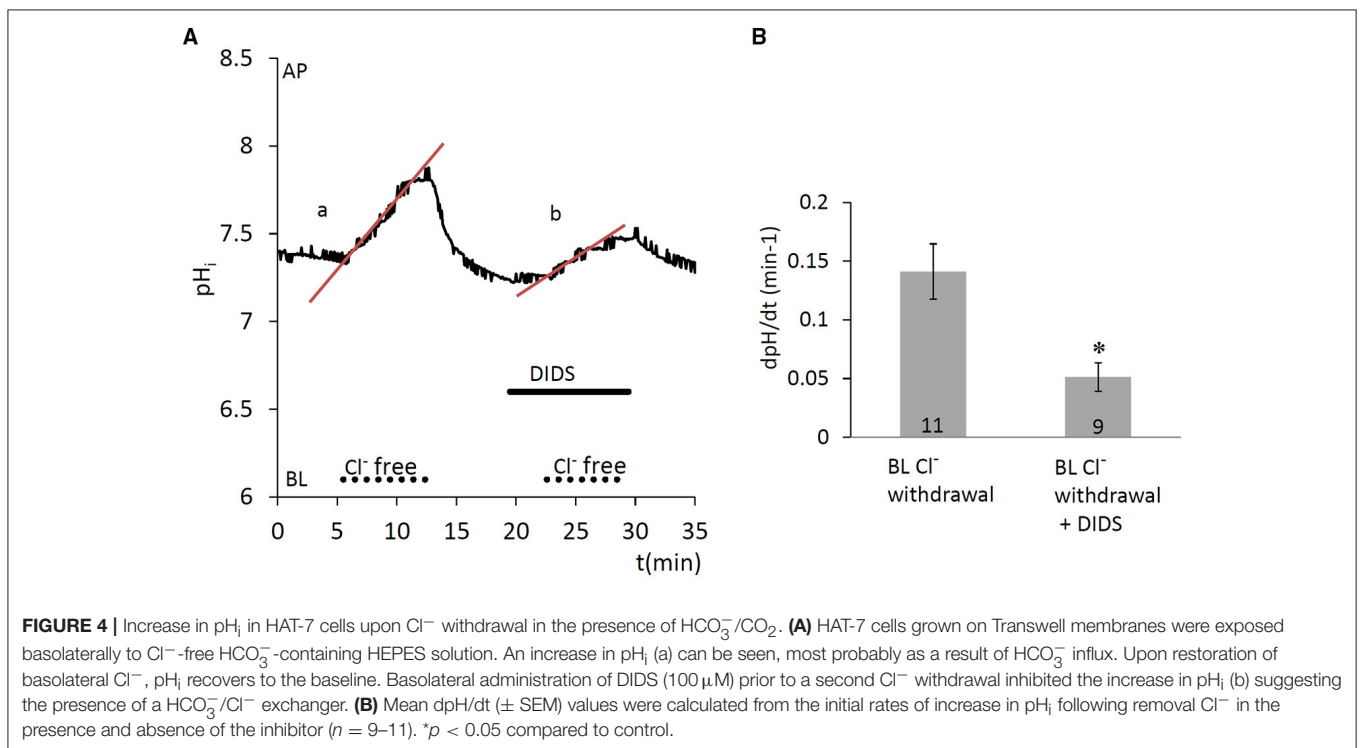 A
8.5
AP
8
a
b
7.5
pHᵢ
7
DIDS
6.5
Cl⁻ free
Cl⁻ free
BL
6
0 5 10 15 20 25 30 35
t(min)
B
0.2
0.15
dpH/dt (min-1)
0.1
*
0.05
11
9
0
BL Cl⁻
withdrawal
BL Cl⁻
withdrawal
+ DIDS
FIGURE 4 | Increase in pHᵢ in HAT-7 cells upon Cl⁻ withdrawal in the presence of HCO₃⁻/CO₂. (A) HAT-7 cells grown on Transwell membranes were exposed
basolaterally to Cl⁻-free HCO₃⁻-containing HEPES solution. An increase in pHᵢ (a) can be seen, most probably as a result of HCO₃⁻ influx. Upon restoration of
basolateral Cl⁻, pHᵢ recovers to the baseline. Basolateral administration of DIDS (100 μM) prior to a second Cl⁻ withdrawal inhibited the increase in pHᵢ (b) suggesting
the presence of a HCO₃⁻/Cl⁻ exchanger. (B) Mean dpH/dt (± SEM) values were calculated from the initial rates of increase in pHᵢ following removal Cl⁻ in the
presence and absence of the inhibitor (n = 9–11). *p < 0.05 compared to control.